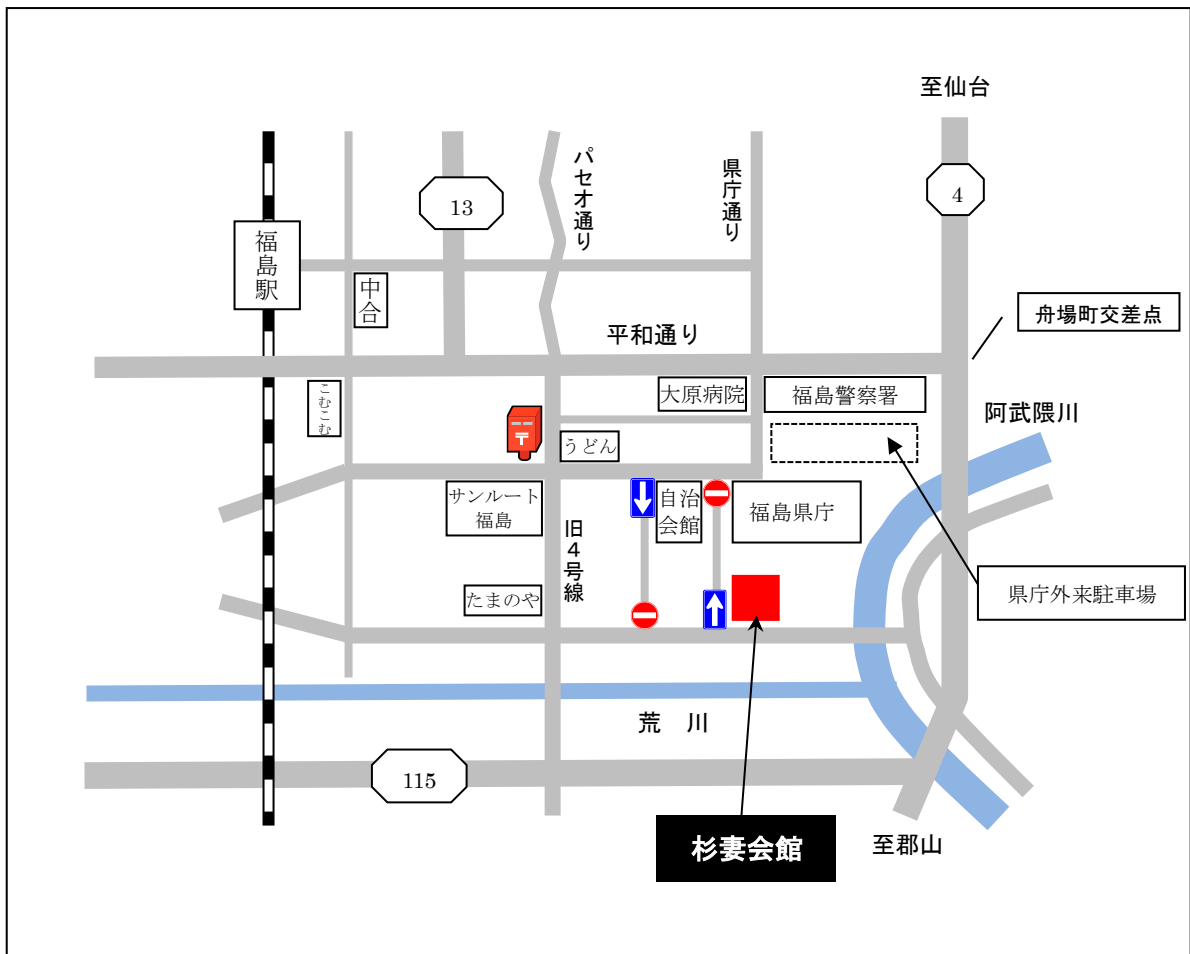 至仙台
パセオ通り
県庁通り
13
4
福島駅
中合
舟場町交差点
平和通り
こむこむ
大原病院
福島警察署
阿武隈川
〒
うどん
サンルート
福島
自治
会館
福島県庁
旧4号線
たまのや
県庁外来駐車場
荒 川
115
杉妻会館
至郡山